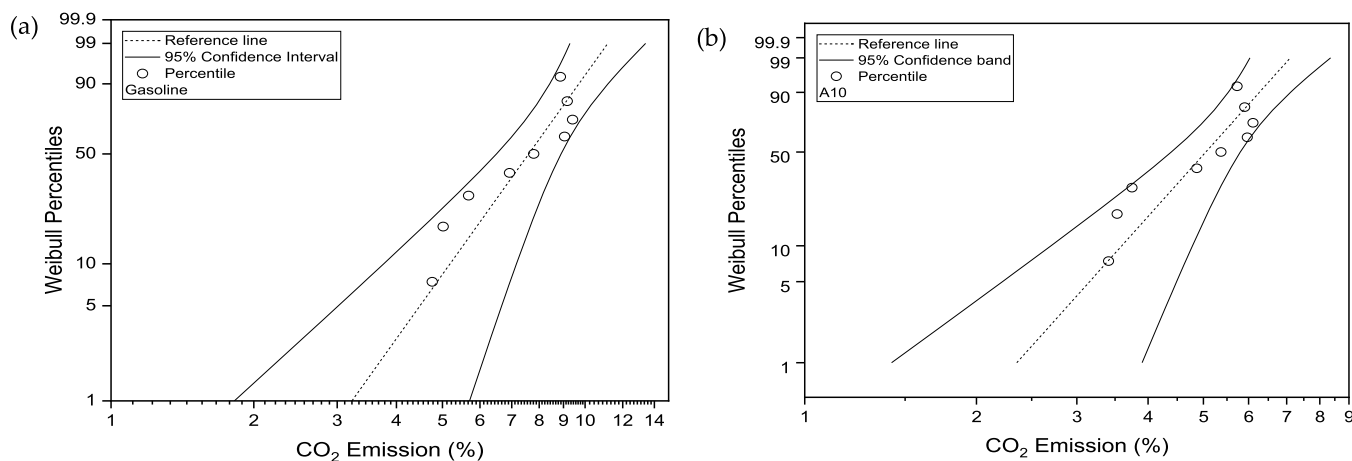 (a)
99.9
99
90
50
10
5
1
Weibull Percentiles
Reference line
95% Confidence Interval
Percentile
Gasoline
1 2 3 4 5 6 7 8 9 10 12 14
CO₂ Emission (%)
(b)
99.9
99
90
50
10
5
1
Weibull Percentiles
Reference line
95% Confidence band
Percentile
A10
1 2 3 4 5 6 7 8 9
CO₂ Emission (%)